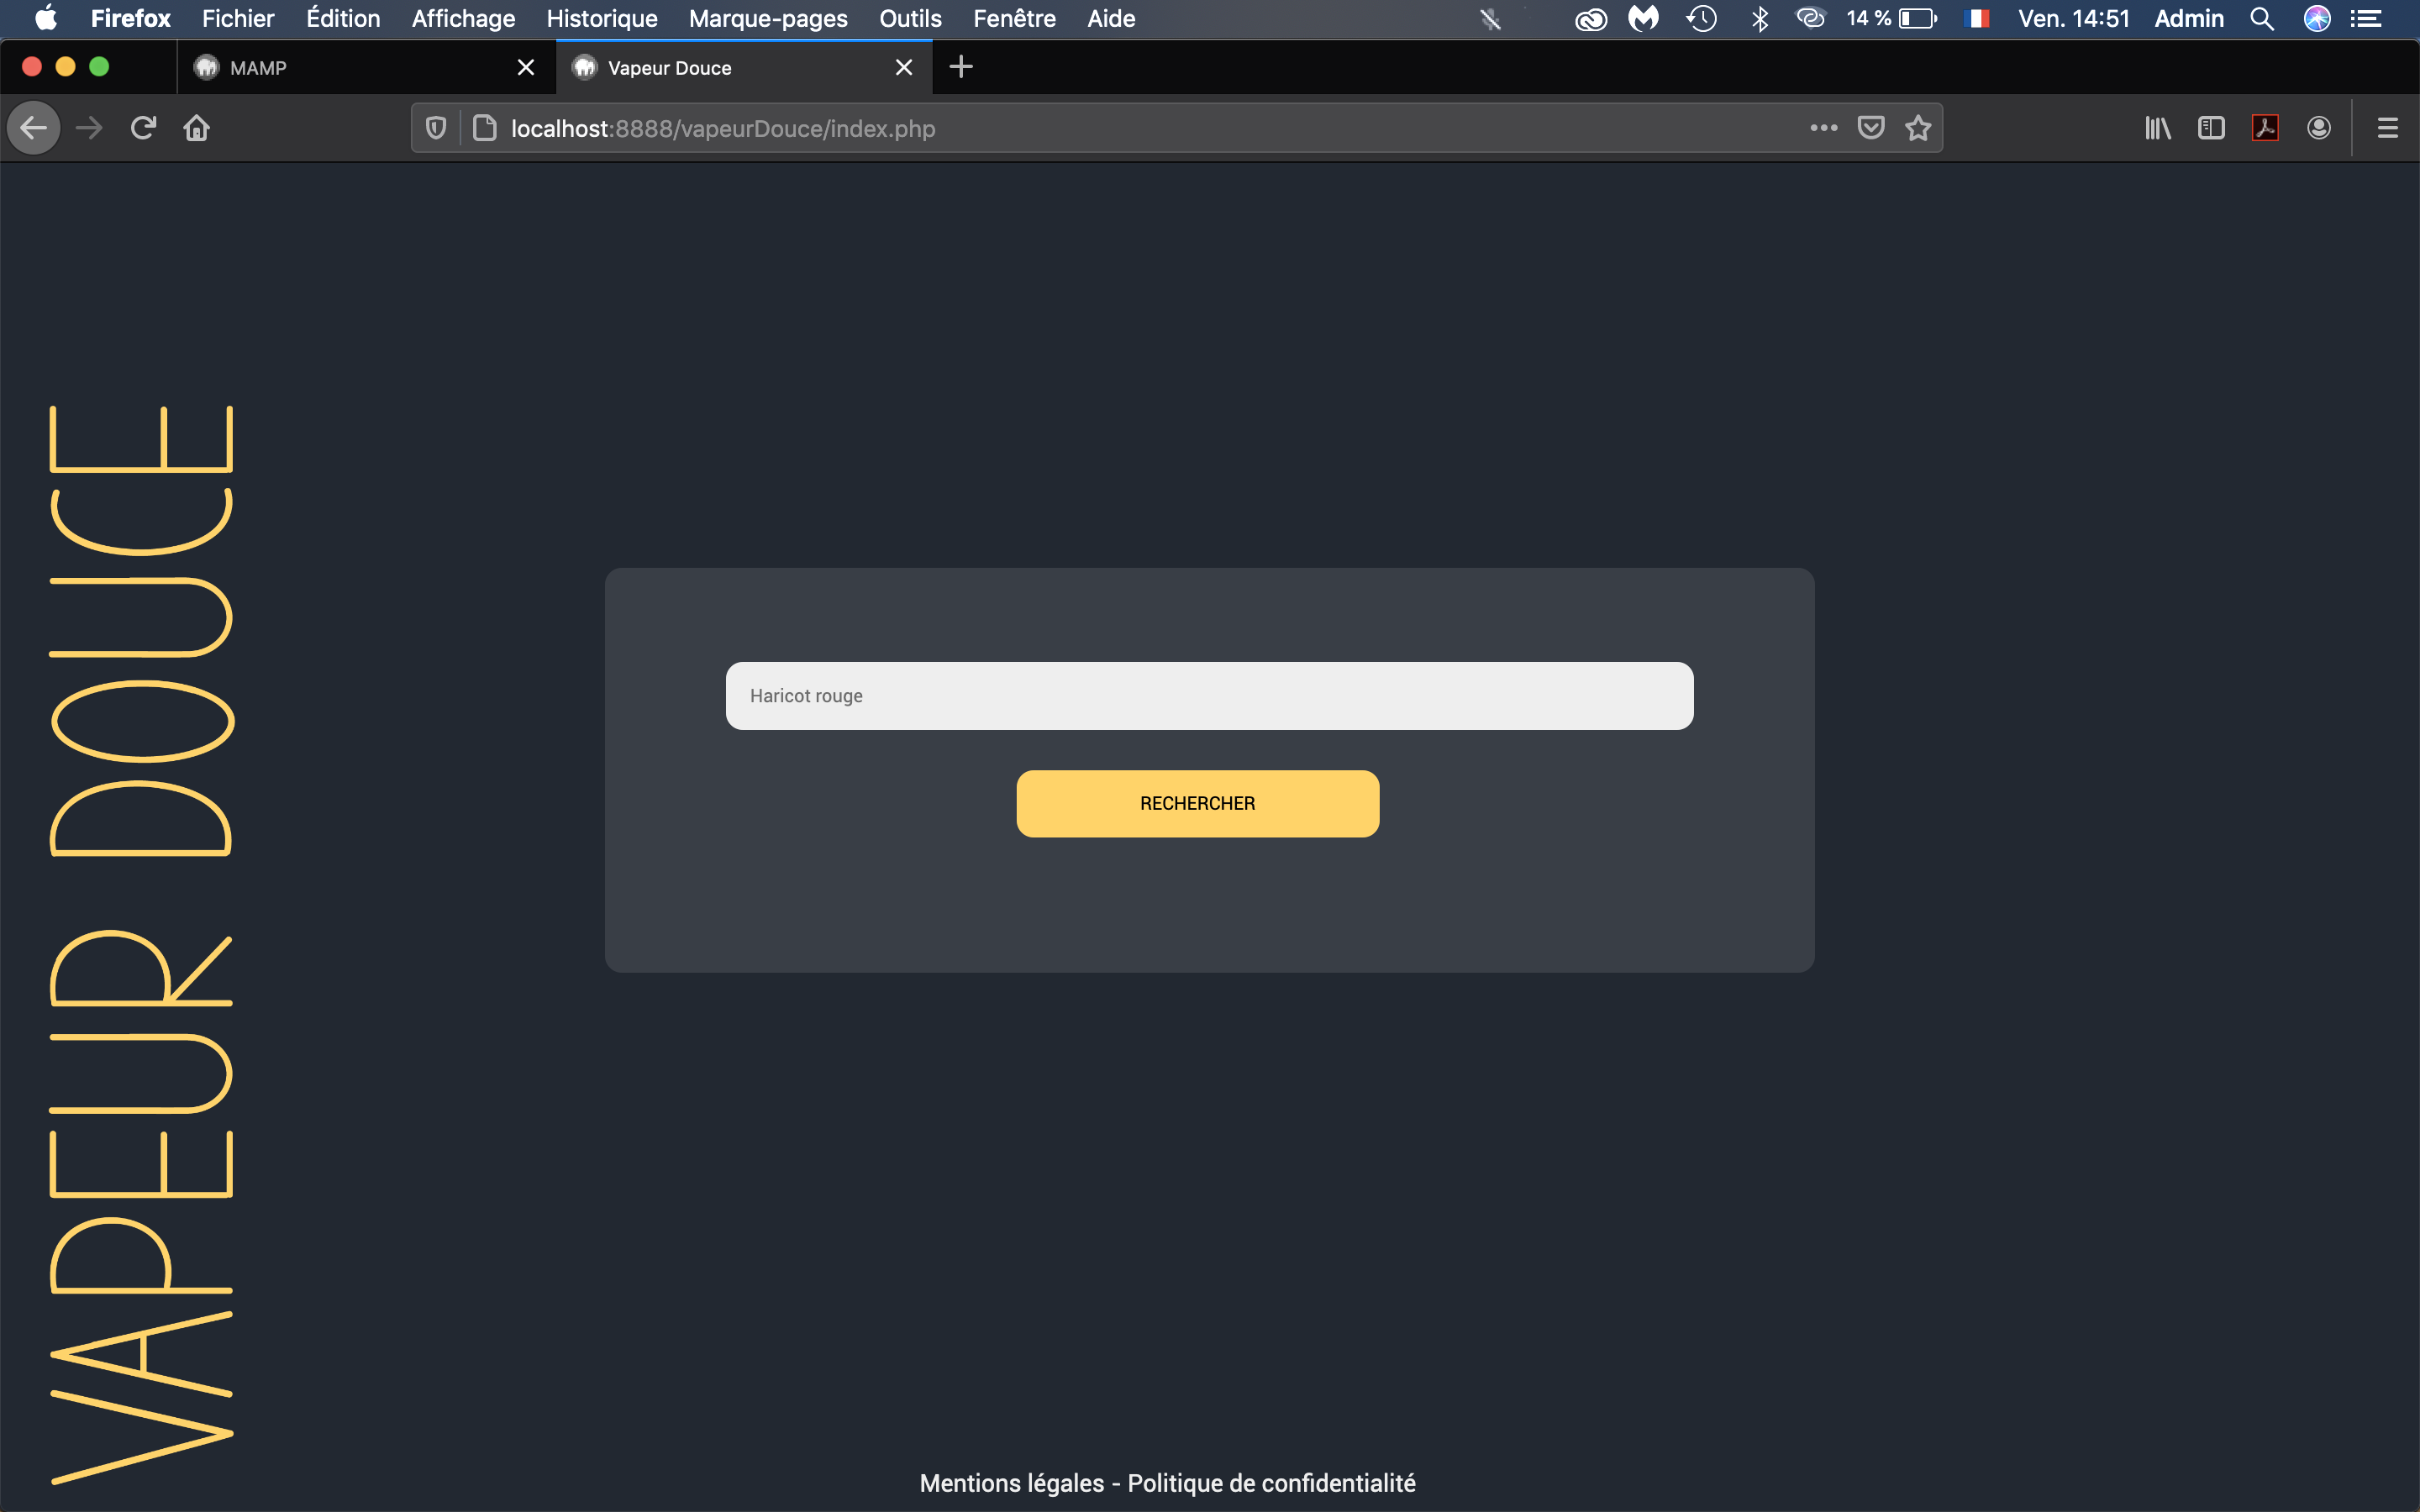 Firefox Fichier Édition Affichage Historique Marque-pages Outils Fenêtre Aide 14 % Ven. 14:51 Admin
MAMP Vapeur Douce
localhost:8888/vapeurDouce/index.php
VAPEUR DOUCE
Haricot rouge
RECHERCHER
Mentions légales - Politique de confidentialité